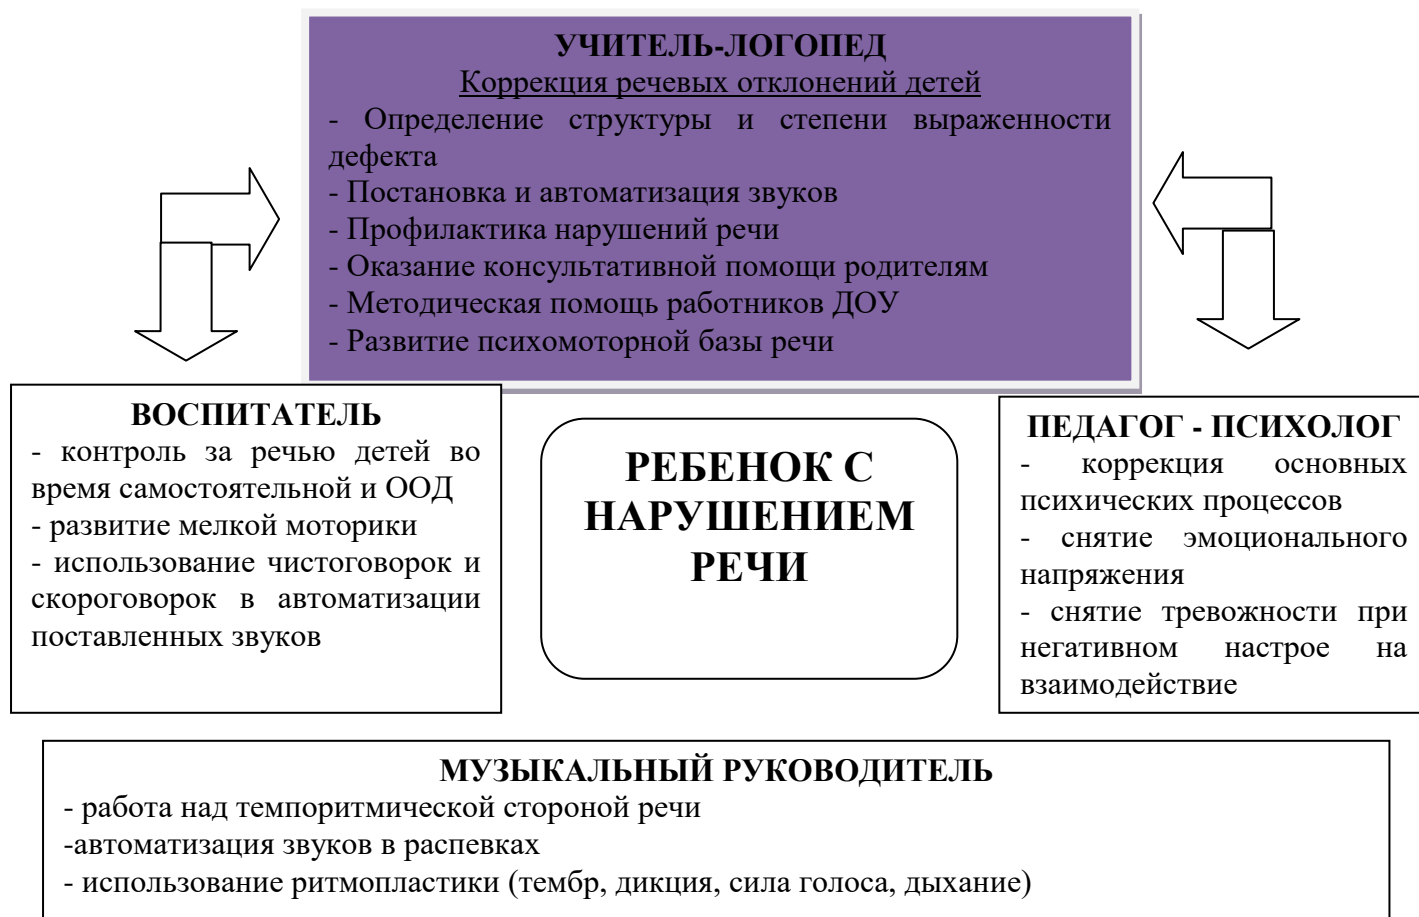 УЧИТЕЛЬ-ЛОГОПЕД
Коррекция речевых отклонений детей
- Определение структуры и степени выраженности
дефекта
- Постановка и автоматизация звуков
- Профилактика нарушений речи
- Оказание консультативной помощи родителям
- Методическая помощь работников ДОУ
- Развитие психомоторной базы речи
ВОСПИТАТЕЛЬ
- контроль за речью детей во
время самостоятельной и ООД
- развитие мелкой моторики
- использование чистоговорок и
скороговорок в автоматизации
поставленных звуков
РЕБЕНОК С
НАРУШЕНИЕМ
РЕЧИ
ПЕДАГОГ - ПСИХОЛОГ
- коррекция основных
психических процессов
- снятие эмоционального
напряжения
- снятие тревожности при
негативном настрое на
взаимодействие
МУЗЫКАЛЬНЫЙ РУКОВОДИТЕЛЬ
- работа над темпоритмической стороной речи
-автоматизация звуков в распевках
- использование ритмопластики (тембр, дикция, сила голоса, дыхание)